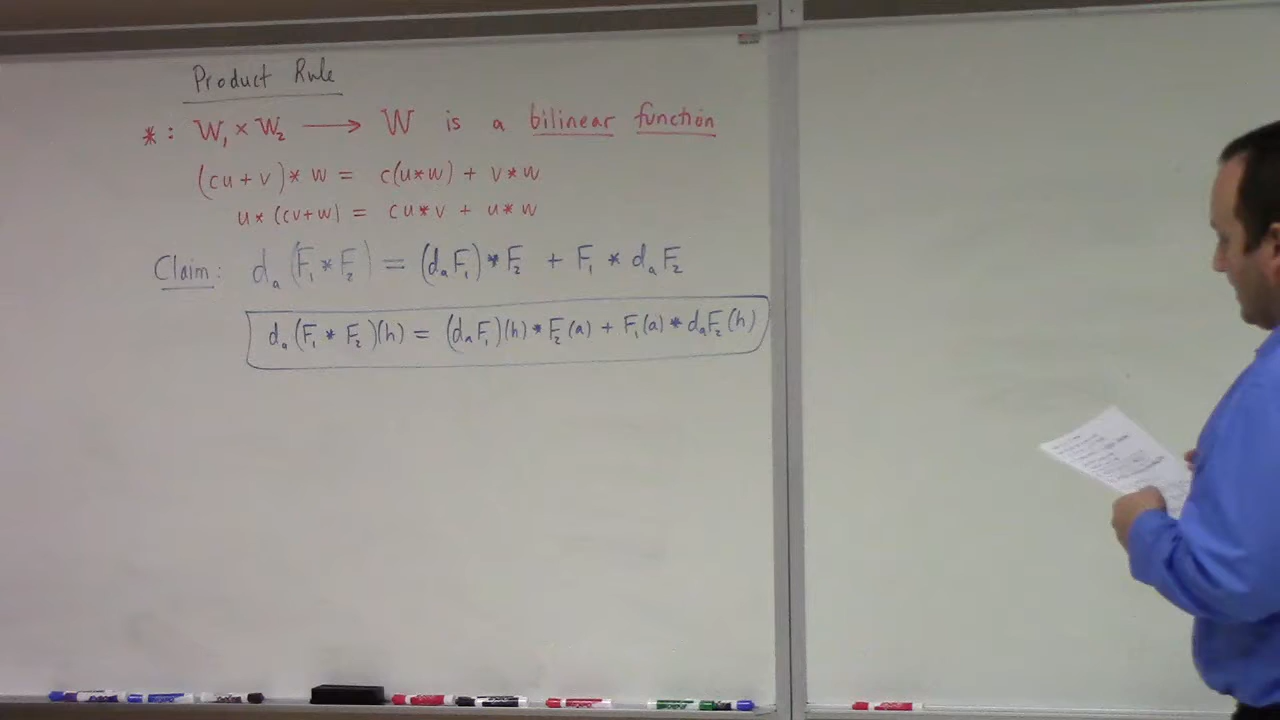 Product Rule
* : W₁ × W₂ ⟶ W is a bilinear function
(cu + v) * w = c(u*w) + v*w
u * (cv+w) = cu*v + u*w
Claim: dₐ (F₁ * F₂) = (dₐF₁) * F₂ + F₁ * dₐF₂
dₐ (F₁ * F₂)(h) = (dₐF₁)(h) * F₂(a) + F₁(a) * dₐF₂(h)